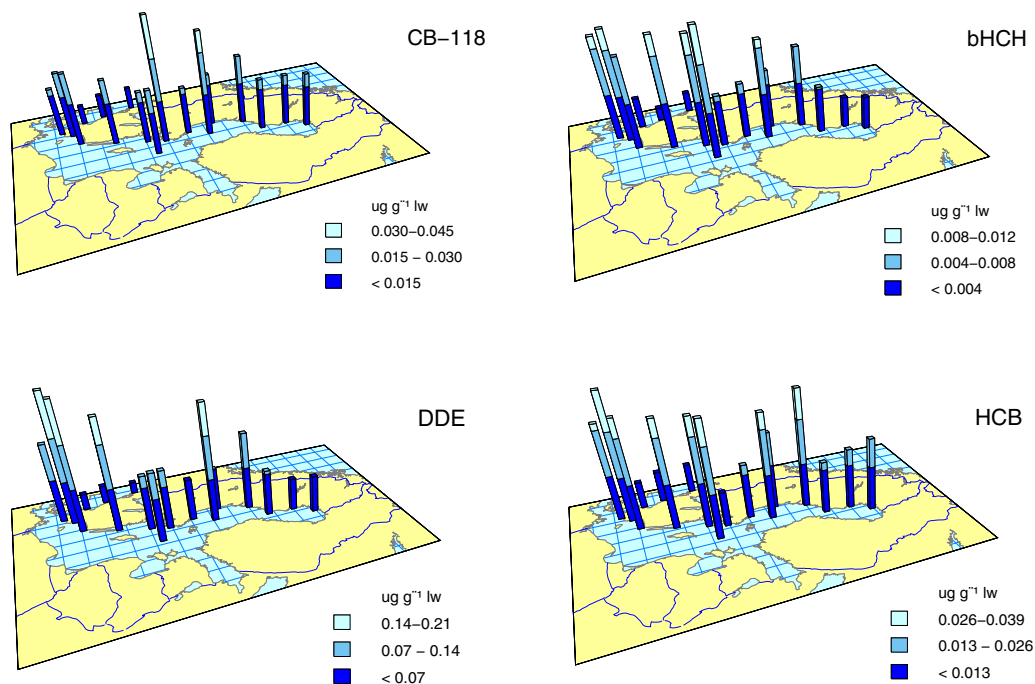 CB−118
ug g⁻¹ lw
0.030−0.045
0.015 − 0.030
< 0.015
bHCH
ug g⁻¹ lw
0.008−0.012
0.004−0.008
< 0.004
DDE
ug g⁻¹ lw
0.14−0.21
0.07 − 0.14
< 0.07
HCB
ug g⁻¹ lw
0.026−0.039
0.013 − 0.026
< 0.013